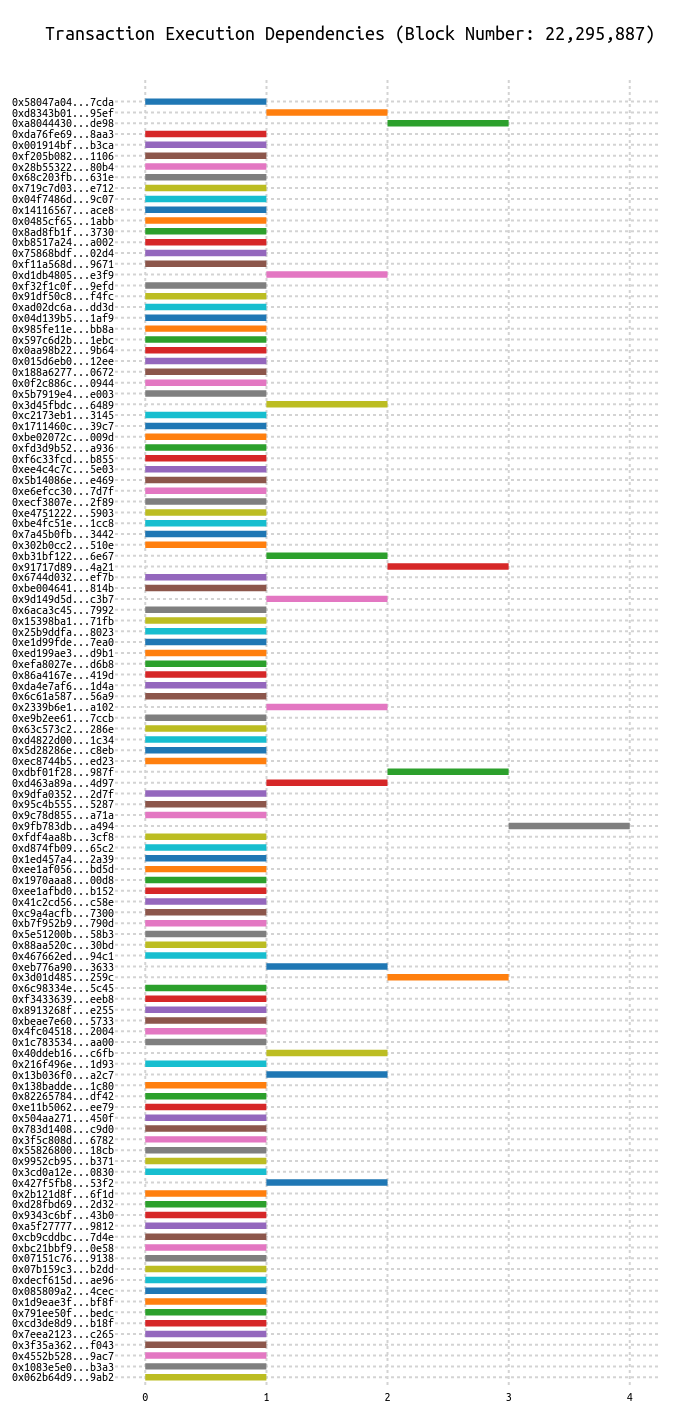 Transaction Execution Dependencies (Block Number: 22,295,887)
0x58047a04...7cda
0xd8343b01...95ef
0xa8044430...de98
0xda76fe69...8aa3
0x001914bf...b3ca
0xf205b082...1106
0x28b55322...80b4
0x68c203fb...631e
0x719c7d03...e712
0x04f7486d...9c07
0x14116567...ace8
0x0485cf65...1abb
0x8ad8fb1f...3730
0xb8517a24...a002
0x75868bdf...02d4
0xf11a568d...9671
0xd1db4805...e3f9
0xf32f1c0f...9efd
0x91df50c8...f4fc
0xad02dc6a...dd3d
0x04d139b5...1af9
0x985fe11e...bb8a
0x597c6d2b...1ebc
0x0aa98b22...9b64
0x015d6eb0...12ee
0x188a6277...0672
0x0f2c886c...0944
0x5b7919e4...e003
0x3d45fbdc...6489
0xc2173eb1...3145
0x1711460c...39c7
0xbe02072c...009d
0xfd3d9b52...a936
0xf6c33fcd...b855
0xee4c4c7c...5e03
0x5b14086e...e469
0xe6efcc30...7d7f
0xecf3807e...2f89
0xe4751222...5903
0xbe4fc51e...1cc8
0x7a45b0fb...3442
0x302b0cc2...510e
0xb31bf122...6e67
0x91717d89...4a21
0x6744d032...ef7b
0xbe004641...814b
0x9d149d5d...c3b7
0x6aca3c45...7992
0x15398ba1...71fb
0x25b9ddfa...8023
0xe1d99fde...7ea0
0xed199ae3...d9b1
0xefa8027e...d6b8
0x86a4167e...419d
0xda4e7af6...1d4a
0x6c61a587...56a9
0x2339b6e1...a102
0xe9b2ee61...7ccb
0x63c573c2...286e
0xd4822d00...1c34
0x5d28286e...c8eb
0xec8744b5...ed23
0xdbf01f28...987f
0xd463a89a...4d97
0x9dfa0352...2d7f
0x95c4b555...5287
0x9c78d855...a71a
0x9fb783db...a494
0xfdf4aa8b...3cf8
0xd874fb09...65c2
0x1ed457a4...2a39
0xee1af056...bd5d
0x1970aaa8...00d8
0xee1afbd0...b152
0x41c2cd56...c58e
0xc9a4acfb...7300
0xb7f952b9...790d
0x5e51200b...58b3
0x88aa520c...30bd
0x467662ed...94c1
0xeb776a90...3633
0x3d01d485...259c
0x6c98334e...5c45
0xf3433639...eeb8
0x8913268f...e255
0xbeae7e60...5733
0x4fc04518...2004
0x1c783534...aa00
0x40ddeb16...c6fb
0x216f496e...1d93
0x13b036f0...a2c7
0x138badde...1c80
0x82265784...df42
0xe11b5062...ee79
0x504aa271...450f
0x783d1408...c9d0
0x3f5c808d...6782
0x55826800...18cb
0x9952cb95...b371
0x3cd0a12e...0830
0x427f5fb8...53f2
0x2b121d8f...6f1d
0xd28fbd69...2d32
0x9343c6bf...43b0
0xa5f27777...9812
0xcb9cddbc...7d4e
0xbc21bbf9...0e58
0x07151c76...9138
0x07b159c3...b2dd
0xdecf615d...ae96
0x085809a2...4cec
0x1d9eae3f...bf8f
0x791ee50f...bedc
0xcd3de8d9...b18f
0x7eea2123...c265
0x3f35a362...f043
0x4552b528...9ac7
0x1083e5e0...b3a3
0x062b64d9...9ab2
0 1 2 3 4